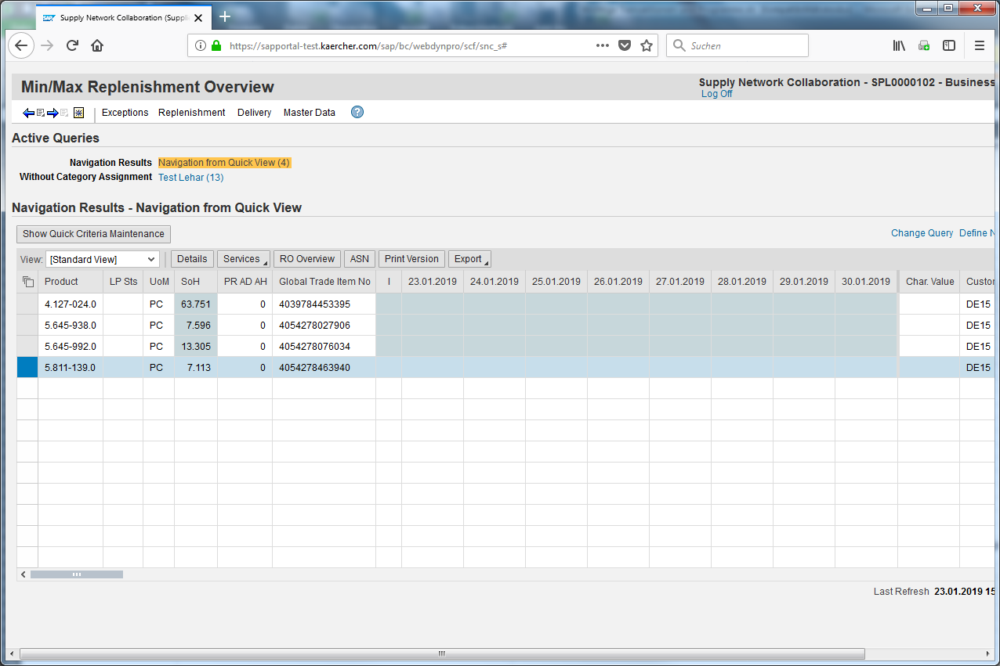 Supply Network Collaboration (Suppli
https://sapportal-test.kaercher.com/sap/bc/webdynpro/scf/snc_s#
Suchen
Min/Max Replenishment Overview
Supply Network Collaboration - SPL0000102 - Business
Log Off
Exceptions Replenishment Delivery Master Data
Active Queries
Navigation Results Navigation from Quick View (4)
Without Category Assignment Test Lehar (13)
Navigation Results - Navigation from Quick View
Show Quick Criteria Maintenance
Change Query Define N
View: [Standard View] Details Services RO Overview ASN Print Version Export
Product LP Sts UoM SoH PR AD AH Global Trade Item No I 23.01.2019 24.01.2019 25.01.2019 26.01.2019 27.01.2019 28.01.2019 29.01.2019 30.01.2019 Char. Value Custom
4.127-024.0 PC 63.751 0 4039784453395 DE15
5.645-938.0 PC 7.596 0 4054278027906 DE15
5.645-992.0 PC 13.305 0 4054278076034 DE15
5.811-139.0 PC 7.113 0 4054278463940 DE15
Last Refresh 23.01.2019 15